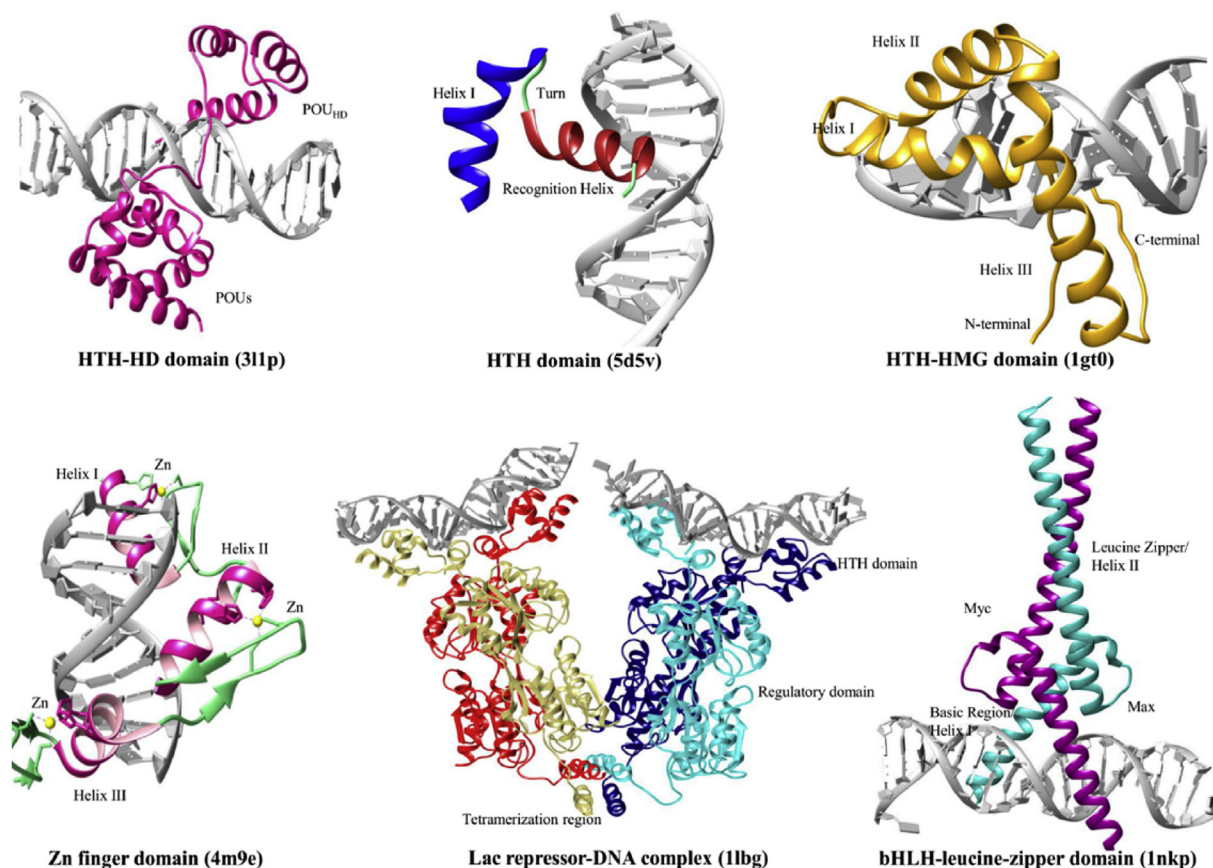 POUHD
POUs
HTH-HD domain (3l1p)
Helix I
Turn
Recognition Helix
HTH domain (5d5v)
Helix II
Helix I
Helix III
C-terminal
N-terminal
HTH-HMG domain (1gt0)
Zn
Helix I
Helix II
Zn
Zn
Helix III
Zn finger domain (4m9e)
HTH domain
Regulatory domain
Tetramerization region
Lac repressor-DNA complex (1lbg)
Leucine Zipper/
Helix II
Myc
Max
Basic Region/
Helix I
bHLH-leucine-zipper domain (1nkp)